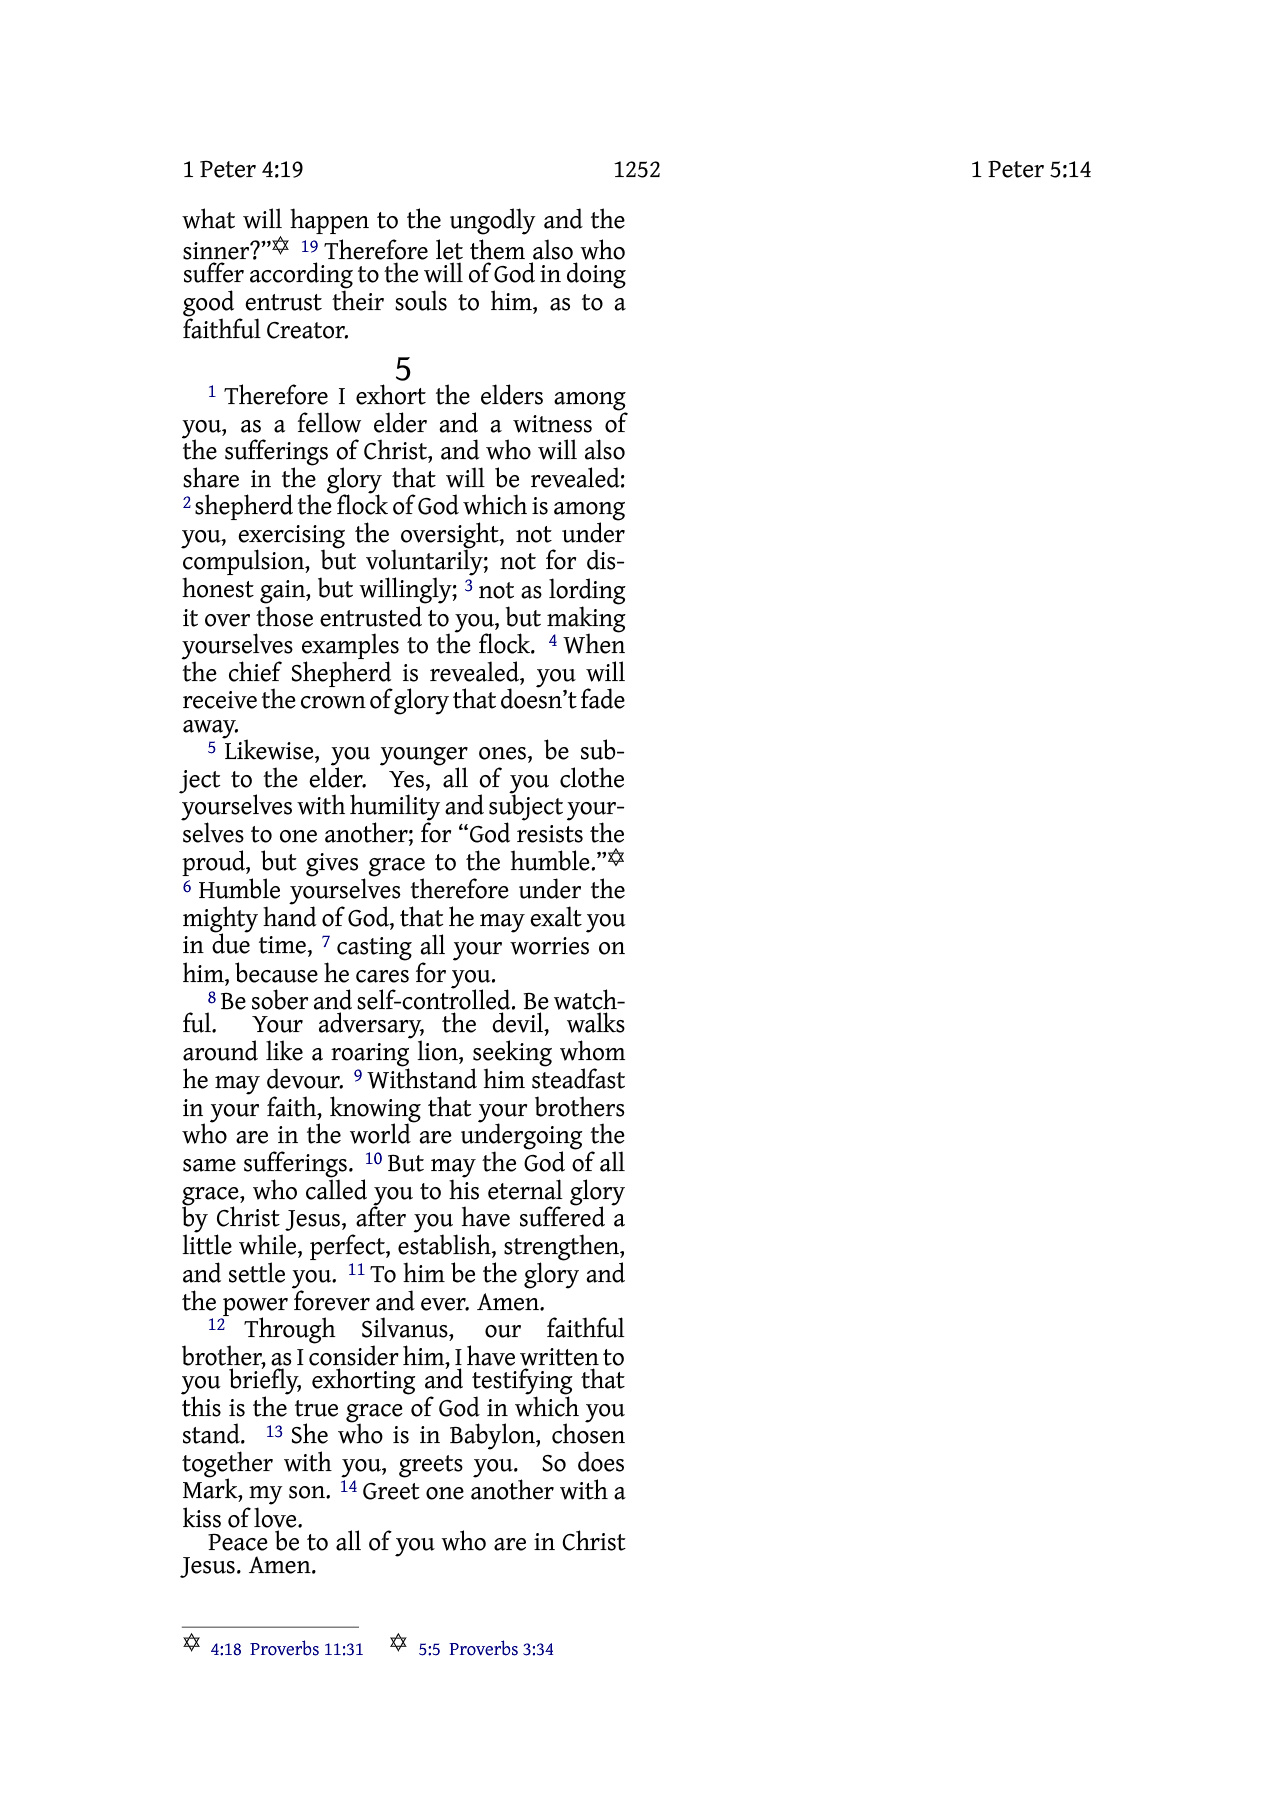 1 Peter 4:19 1252 1 Peter 5:14
what will happen to the ungodly and the
sinner?”✡ 19 Therefore let them also who
suffer according to the will of God in doing
good entrust their souls to him, as to a
faithful Creator.
5
1 Therefore I exhort the elders among
you, as a fellow elder and a witness of
the sufferings of Christ, and who will also
share in the glory that will be revealed:
2 shepherd the flock of God which is among
you, exercising the oversight, not under
compulsion, but voluntarily; not for dis-
honest gain, but willingly; 3 not as lording
it over those entrusted to you, but making
yourselves examples to the flock. 4 When
the chief Shepherd is revealed, you will
receive the crown of glory that doesn’t fade
away.
5 Likewise, you younger ones, be sub-
ject to the elder. Yes, all of you clothe
yourselves with humility and subject your-
selves to one another; for “God resists the
proud, but gives grace to the humble.”✡
6 Humble yourselves therefore under the
mighty hand of God, that he may exalt you
in due time, 7 casting all your worries on
him, because he cares for you.
8 Be sober and self-controlled. Be watch-
ful. Your adversary, the devil, walks
around like a roaring lion, seeking whom
he may devour. 9 Withstand him steadfast
in your faith, knowing that your brothers
who are in the world are undergoing the
same sufferings. 10 But may the God of all
grace, who called you to his eternal glory
by Christ Jesus, after you have suffered a
little while, perfect, establish, strengthen,
and settle you. 11 To him be the glory and
the power forever and ever. Amen.
12 Through Silvanus, our faithful
brother, as I consider him, I have written to
you briefly, exhorting and testifying that
this is the true grace of God in which you
stand. 13 She who is in Babylon, chosen
together with you, greets you. So does
Mark, my son. 14 Greet one another with a
kiss of love.
Peace be to all of you who are in Christ
Jesus. Amen.
✡ 4:18 Proverbs 11:31 ✡ 5:5 Proverbs 3:34